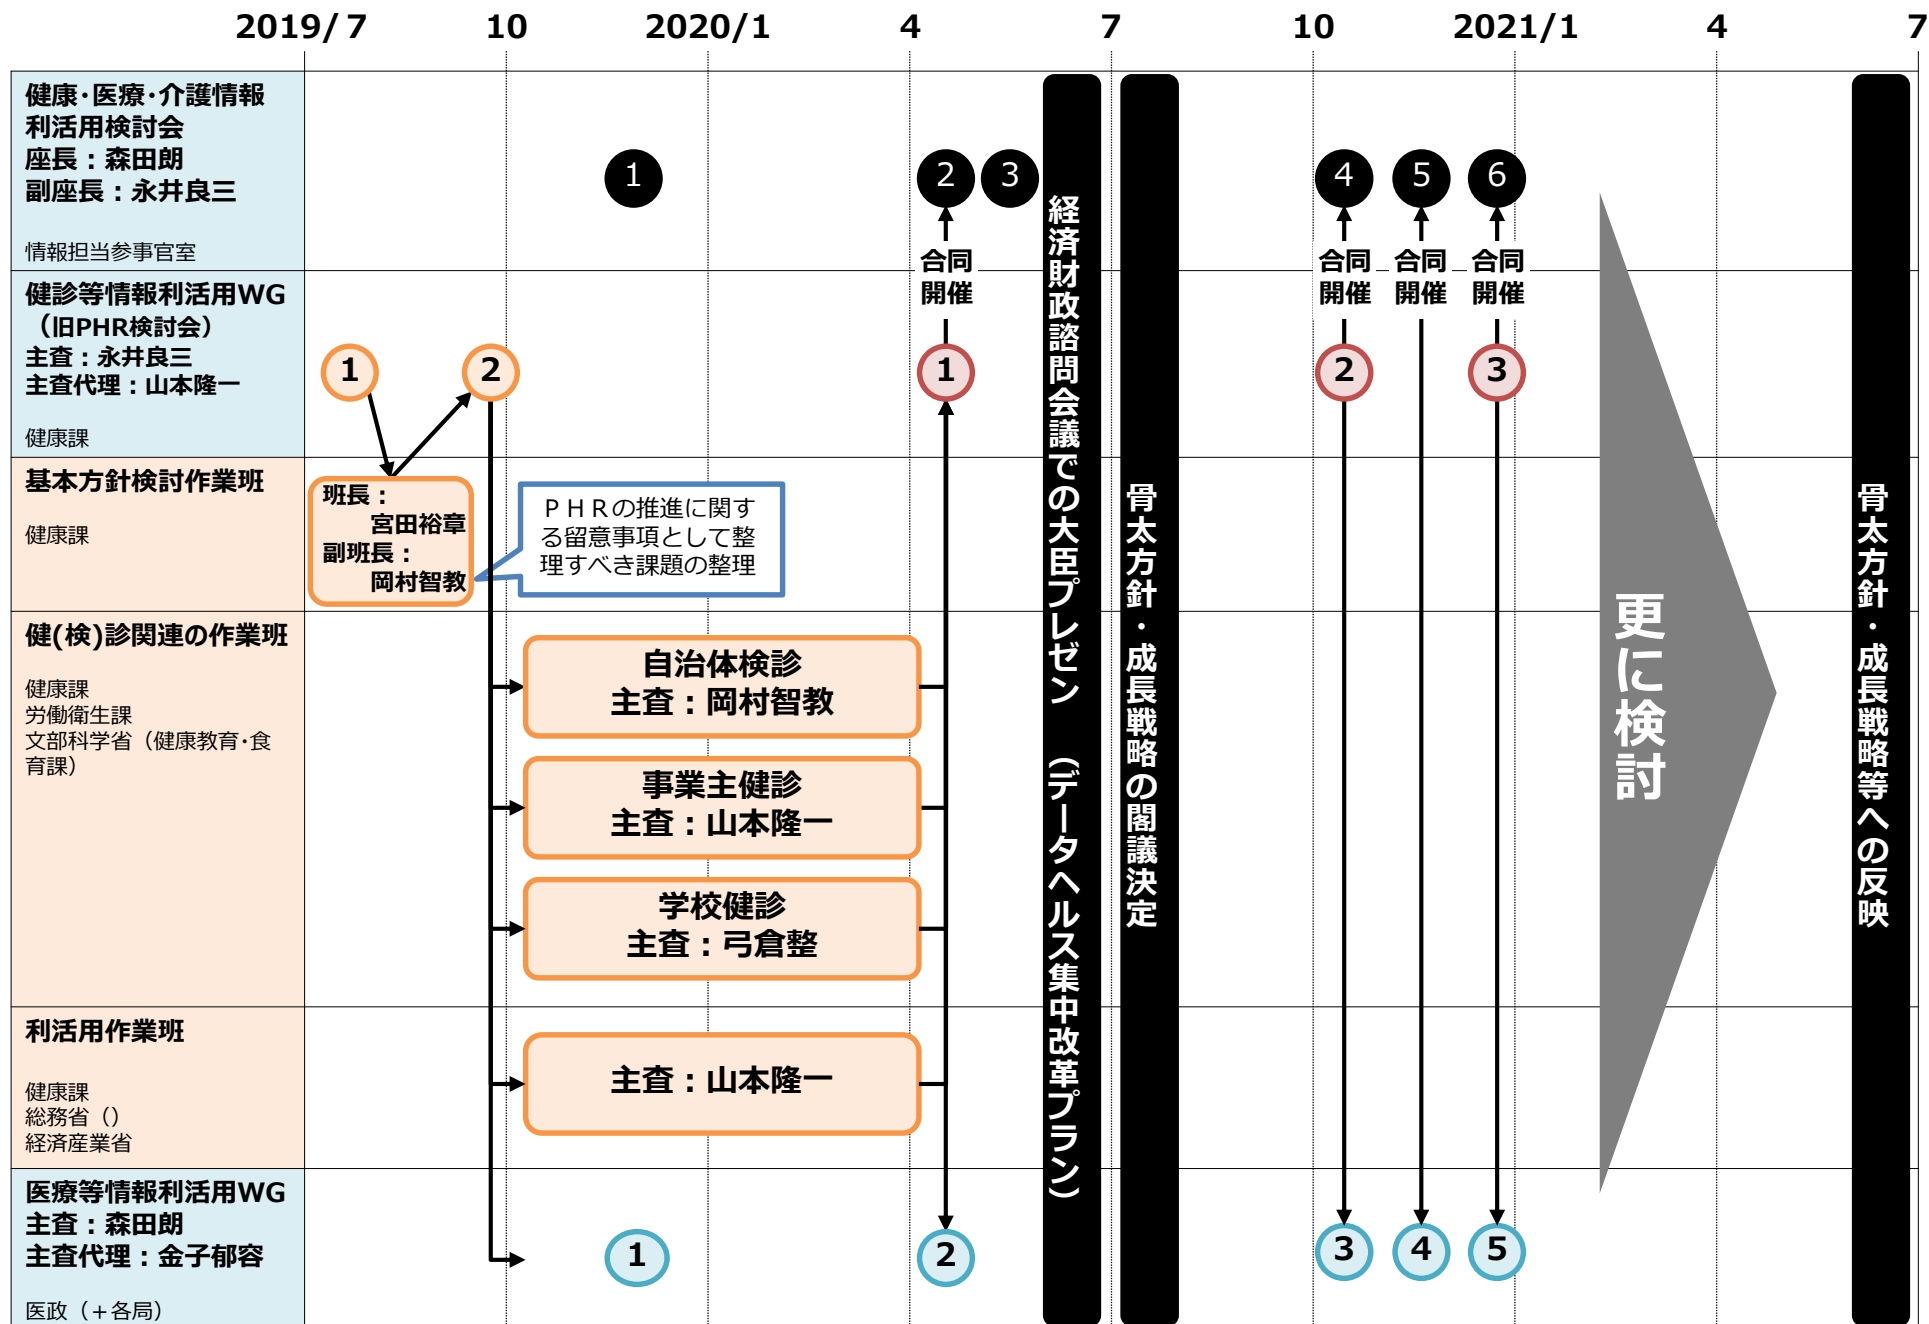 2019/ 7
10
2020/1
4
7
10
2021/1
4
7
健康・医療・介護情報
利活用検討会
座長：森田朗
副座長：永井良三
情報担当参事官室
1
2
3
4
5
6
合同
開催
合同
開催
合同
開催
合同
開催
健診等情報利活用WG
（旧PHR検討会）
主査：永井良三
主査代理：山本隆一
健康課
1
2
1
2
3
基本方針検討作業班
健康課
班長：
宮田裕章
副班長：
岡村智教
ＰＨＲの推進に関す
る留意事項として整
理すべき課題の整理
健(検)診関連の作業班
健康課
労働衛生課
文部科学省（健康教育・食
育課）
自治体検診
主査：岡村智教
事業主健診
主査：山本隆一
学校健診
主査：弓倉整
利活用作業班
健康課
総務省（）
経済産業省
主査：山本隆一
医療等情報利活用WG
主査：森田朗
主査代理：金子郁容
医政（＋各局）
1
2
3
4
5
経済財政諮問会議での大臣プレゼン　（データヘルス集中改革プラン）
骨太方針・成長戦略の閣議決定
更に検討
骨太方針・成長戦略等への反映